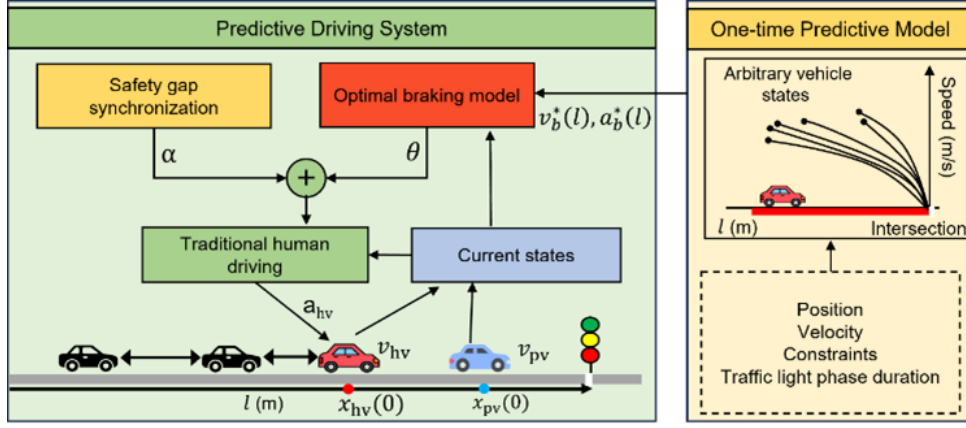 Predictive Driving System
Safety gap
synchronization
Optimal braking model
v*b(l), a*b(l)
α
θ
+
Traditional human
driving
Current states
ahv
vhv
vpv
l (m)
xhv(0)
xpv(0)
One-time Predictive Model
Arbitrary vehicle
states
Speed (m/s)
l (m)
Intersection
Position
Velocity
Constraints
Traffic light phase duration